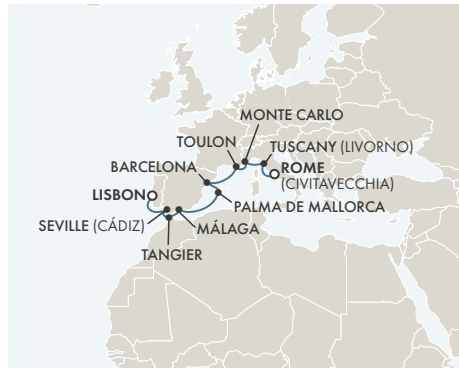 MONTE CARLO
TOULON
TUSCANY (LIVORNO)
BARCELONA
ROME
(CIVITAVECCHIA)
LISBON
PALMA DE MALLORCA
SEVILLE (CÁDIZ)
MÁLAGA
TANGIER